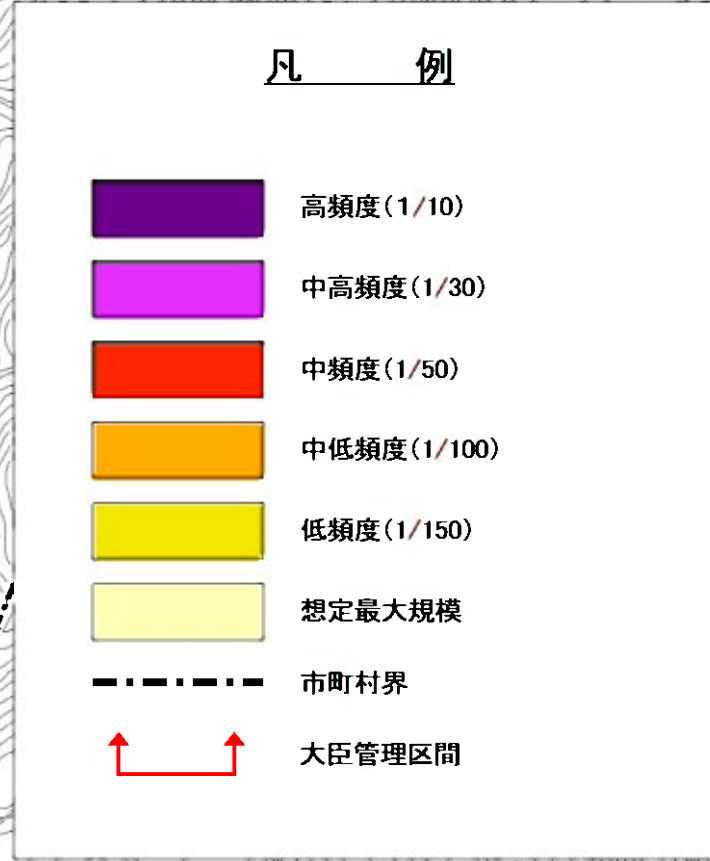 凡 例
高頻度(1/10)
中高頻度(1/30)
中頻度(1/50)
中低頻度(1/100)
低頻度(1/150)
想定最大規模
市町村界
大臣管理区間